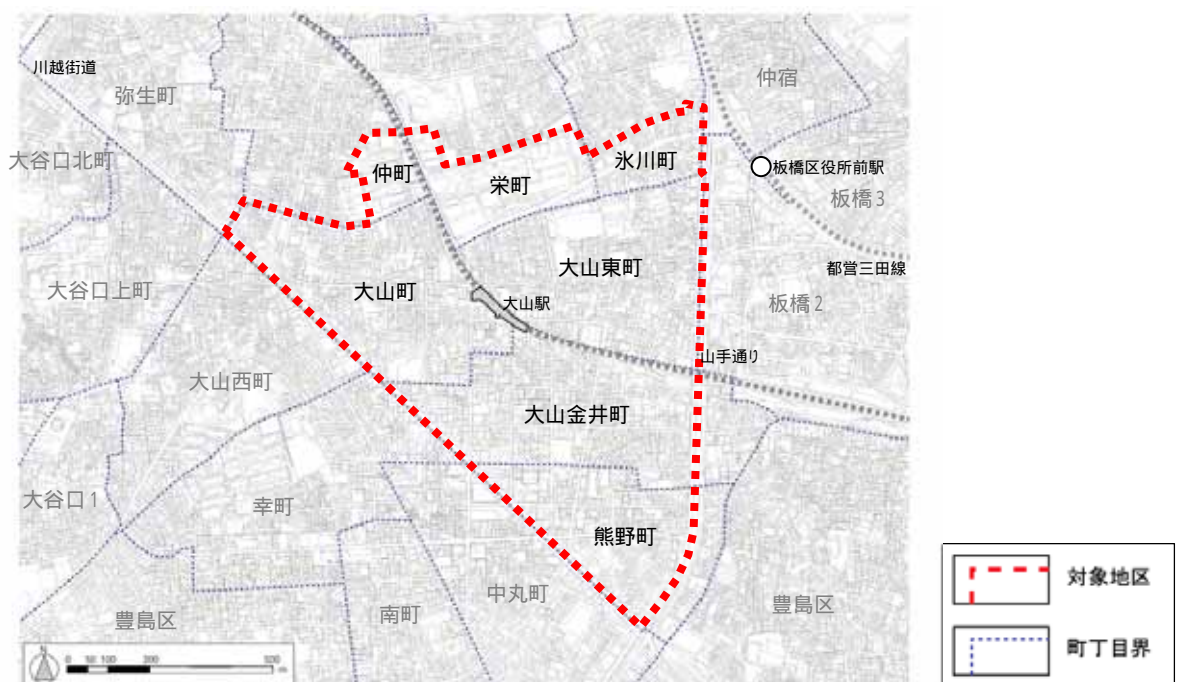 川越街道
弥生町
仲宿
大谷口北町
仲町
栄町
氷川町
板橋区役所前駅
板橋3
大山東町
都営三田線
大谷口上町
大山町
大山駅
板橋2
山手通り
大山西町
大山金井町
大谷口1
幸町
熊野町
中丸町
豊島区
南町
豊島区
対象地区
町丁目界
N
0 50 100 200 500
m